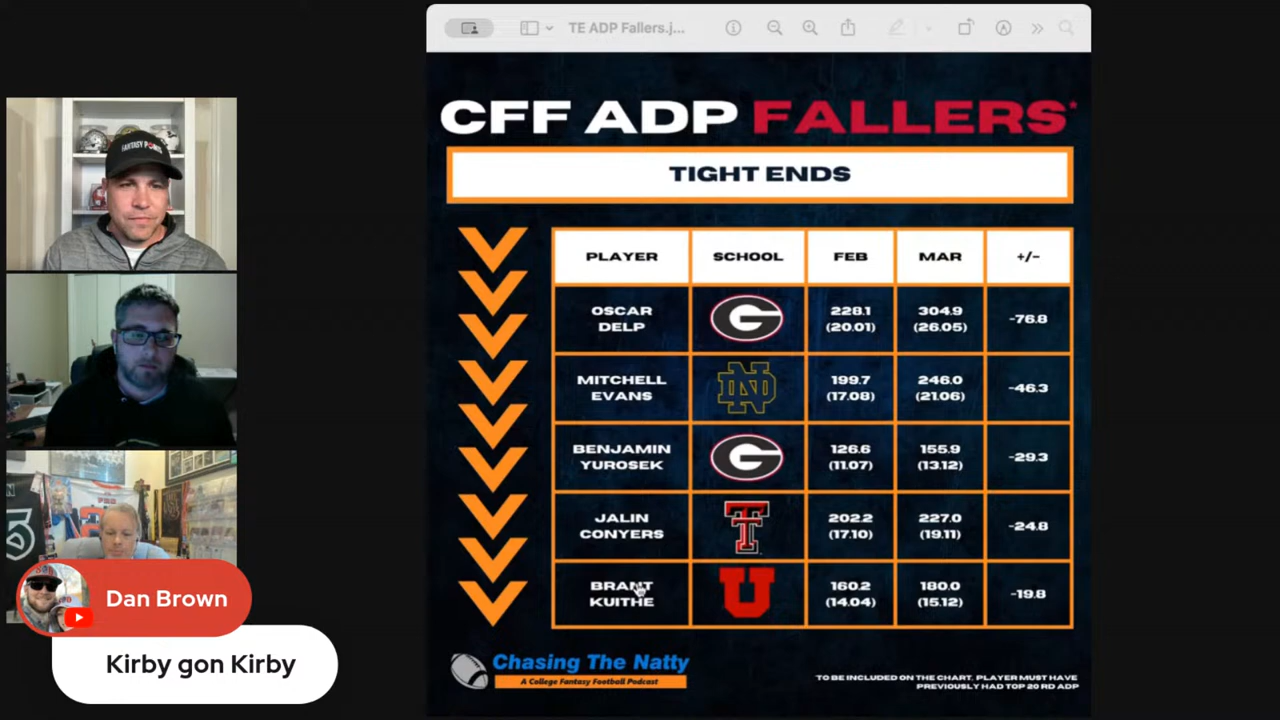 TE ADP Fallers.j...
CFF ADP FALLERS*
TIGHT ENDS
PLAYER SCHOOL FEB MAR +/-
OSCAR DELP G 228.1 (20.01) 304.9 (26.05) -76.8
MITCHELL EVANS ND 199.7 (17.08) 246.0 (21.06) -46.3
BENJAMIN YUROSEK G 126.6 (11.07) 155.9 (13.12) -29.3
JALIN CONYERS T 202.2 (17.10) 227.0 (19.11) -24.8
BRANT KUITHE U 160.2 (14.04) 180.0 (15.12) -19.8
Chasing The Natty
A College Fantasy Football Podcast
TO BE INCLUDED ON THE CHART, PLAYER MUST HAVE
PREVIOUSLY HAD TOP 20 RD ADP
FANTASY P
Dan Brown
Kirby gon Kirby